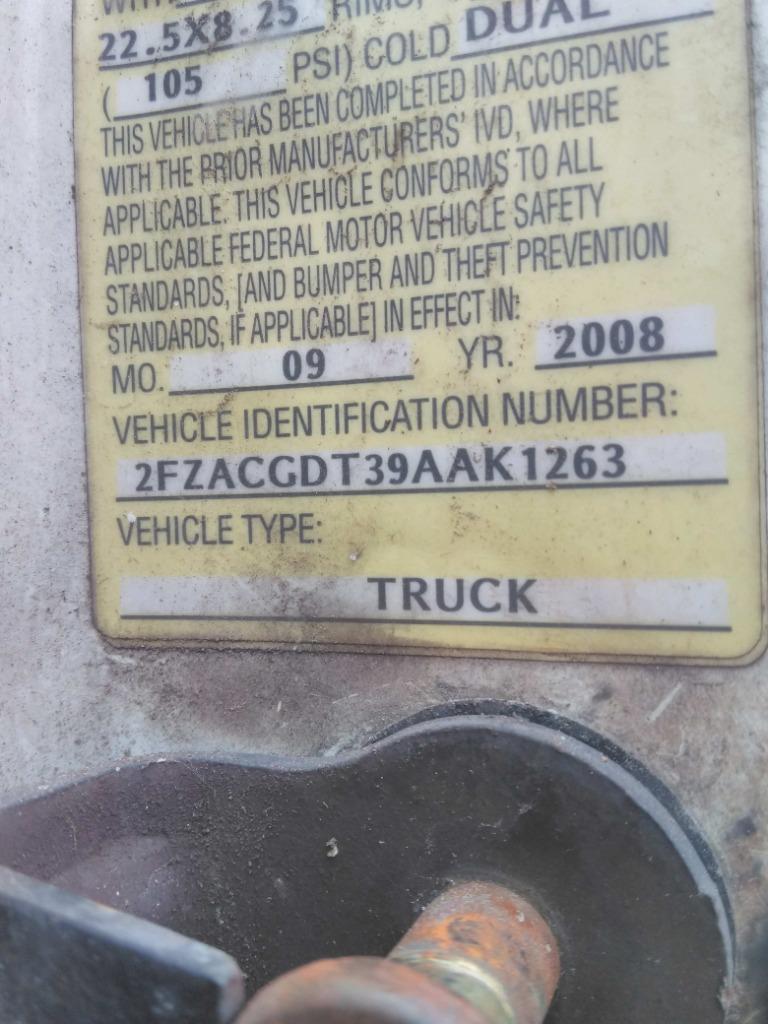 WITH
22.5X8.25 RIMS,
( 105 PSI) COLD DUAL
THIS VEHICLE HAS BEEN COMPLETED IN ACCORDANCE
WITH THE PRIOR MANUFACTURERS' IVD, WHERE
APPLICABLE. THIS VEHICLE CONFORMS TO ALL
APPLICABLE FEDERAL MOTOR VEHICLE SAFETY
STANDARDS, [AND BUMPER AND THEFT PREVENTION
STANDARDS, IF APPLICABLE] IN EFFECT IN:
MO. 09 YR. 2008
VEHICLE IDENTIFICATION NUMBER:
2FZACGDT39AAK1263
VEHICLE TYPE:
TRUCK